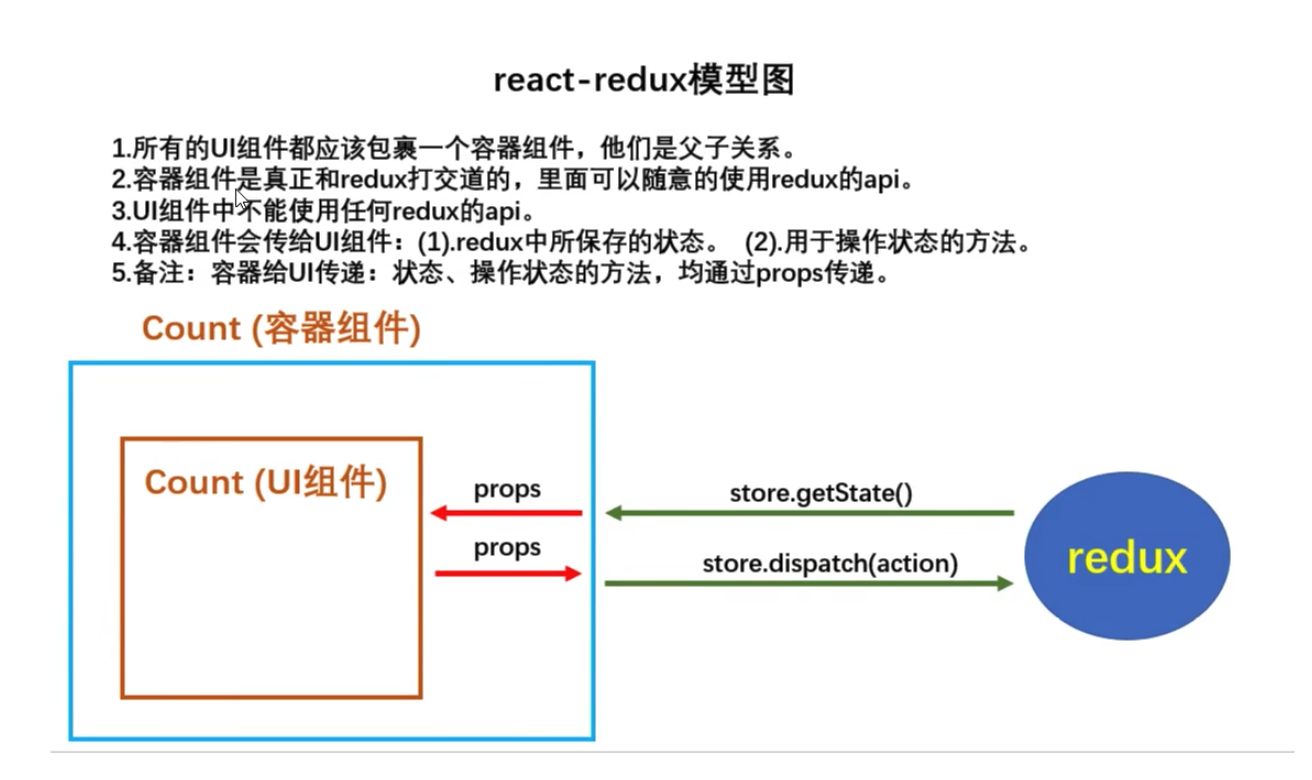 react-redux模型图
1.所有的UI组件都应该包裹一个容器组件，他们是父子关系。
2.容器组件是真正和redux打交道的，里面可以随意的使用redux的api。
3.UI组件中不能使用任何redux的api。
4.容器组件会传给UI组件：(1).redux中所保存的状态。 (2).用于操作状态的方法。
5.备注：容器给UI传递：状态、操作状态的方法，均通过props传递。
Count (容器组件)
Count (UI组件)
props
store.getState()
props
store.dispatch(action)
redux